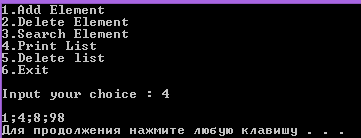 1.Add Element
2.Delete Element
3.Search Element
4.Print List
5.Delete list
6.Exit
Input your choice : 4
1;4;8;98
Для продолжения нажмите любую клавишу . . .